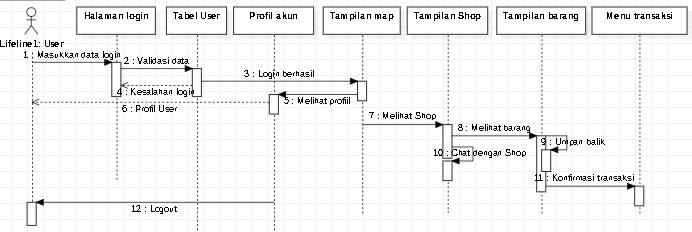 Halaman login
Tabel User
Profil akun
Tampilan map
Tampilan Shop
Tampilan barang
Menu transaksi
Lifeline1: User
1 : Masukkan data login
2 : Validasi data
3 : Login berhasil
4 : Kesalahan login
5 : Melihat profiil
6 : Profil User
7 : Melihat Shop
8 : Melihat barang
9 : Umpan balik
10 : Chat dengan Shop
11 : Konfirmasi transaksi
12 : Logout